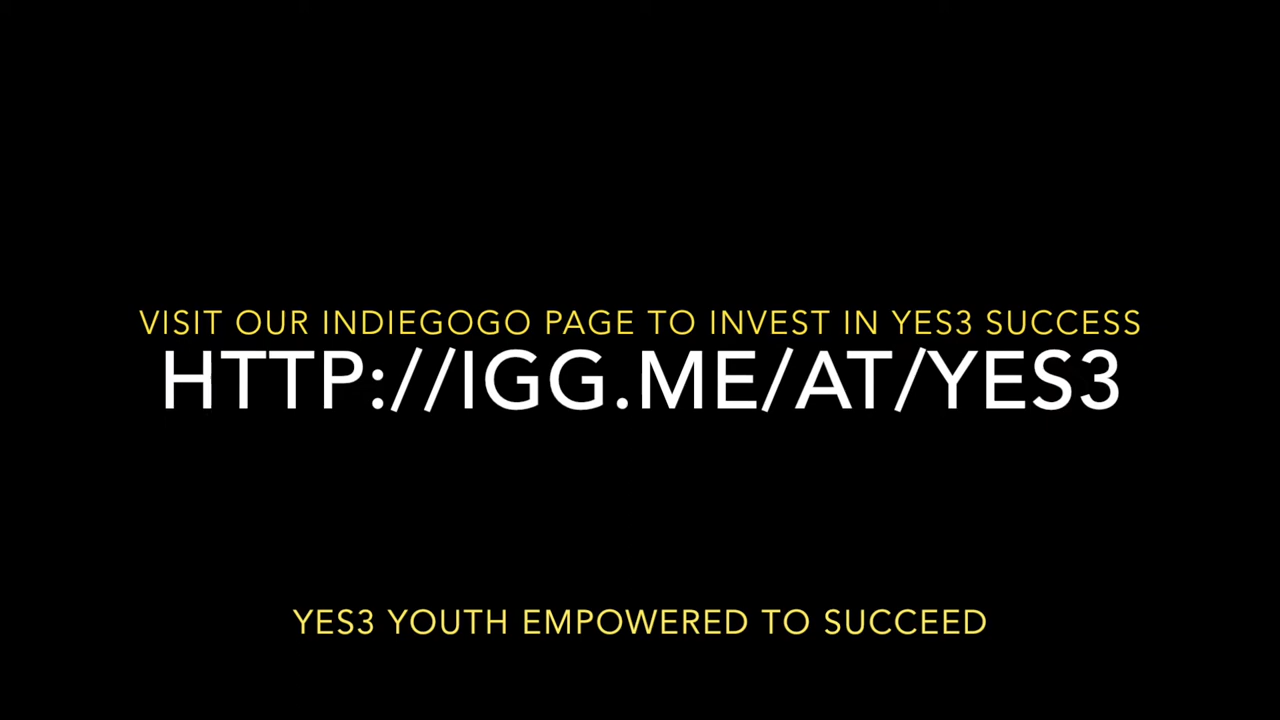 VISIT OUR INDIEGOGO PAGE TO INVEST IN YES3 SUCCESS
HTTP://IGG.ME/AT/YES3
YES3 YOUTH EMPOWERED TO SUCCEED